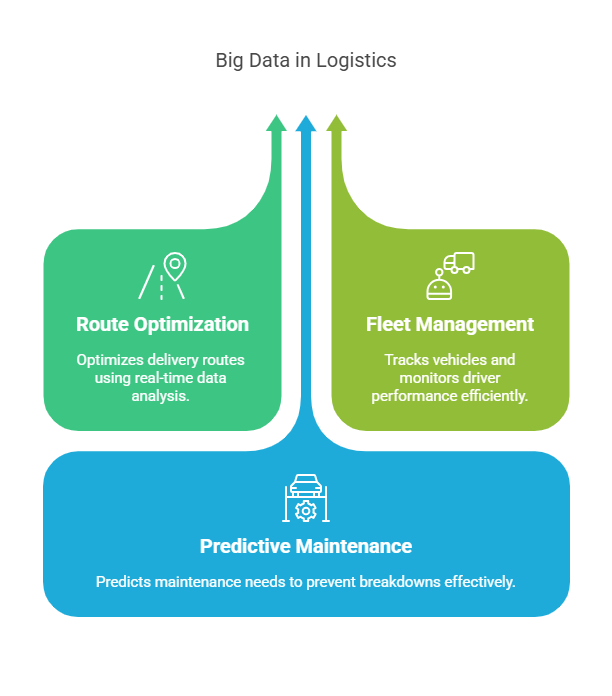 Big Data in Logistics
Route Optimization
Optimizes delivery routes
using real-time data
analysis.
Fleet Management
Tracks vehicles and
monitors driver
performance efficiently.
Predictive Maintenance
Predicts maintenance needs to prevent breakdowns effectively.